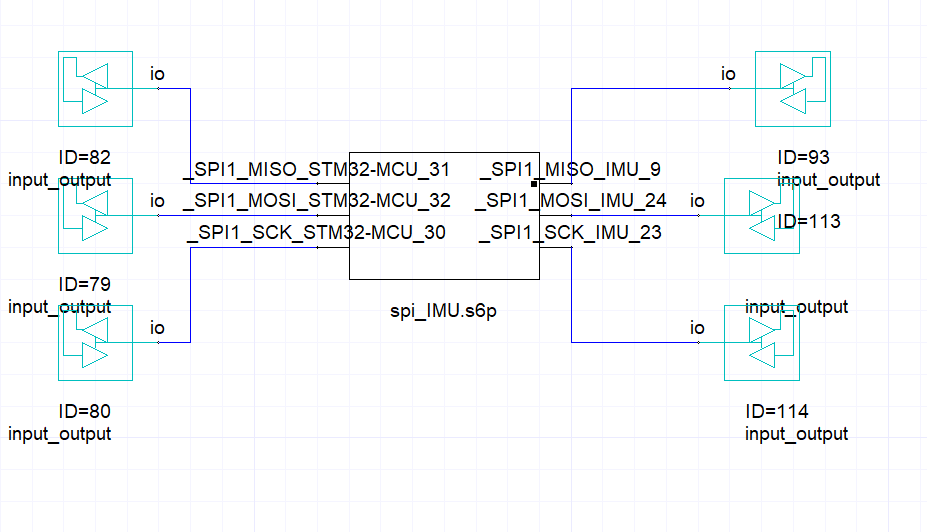 io
io
ID=82
input_output
ID=93
input_output
_SPI1_MISO_STM32-MCU_31
_SPI1_MISO_IMU_9
io
_SPI1_MOSI_STM32-MCU_32
_SPI1_MOSI_IMU_24
io
ID=113
_SPI1_SCK_STM32-MCU_30
_SPI1_SCK_IMU_23
ID=79
input_output
spi_IMU.s6p
input_output
io
io
ID=80
input_output
ID=114
input_output